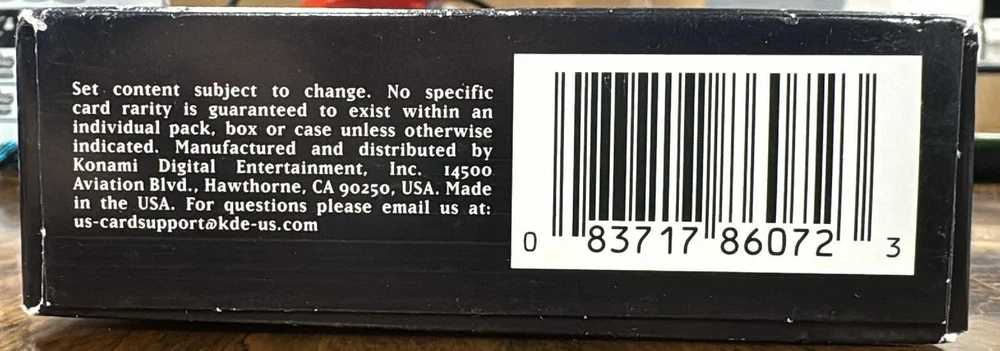 Set content subject to change. No specific
card rarity is guaranteed to exist within an
individual pack, box or case unless otherwise
indicated. Manufactured and distributed by
Konami Digital Entertainment, Inc. 14500
Aviation Blvd., Hawthorne, CA 90250, USA. Made
in the USA. For questions please email us at:
us-cardsupport@kde-us.com
0 83717 86072 3